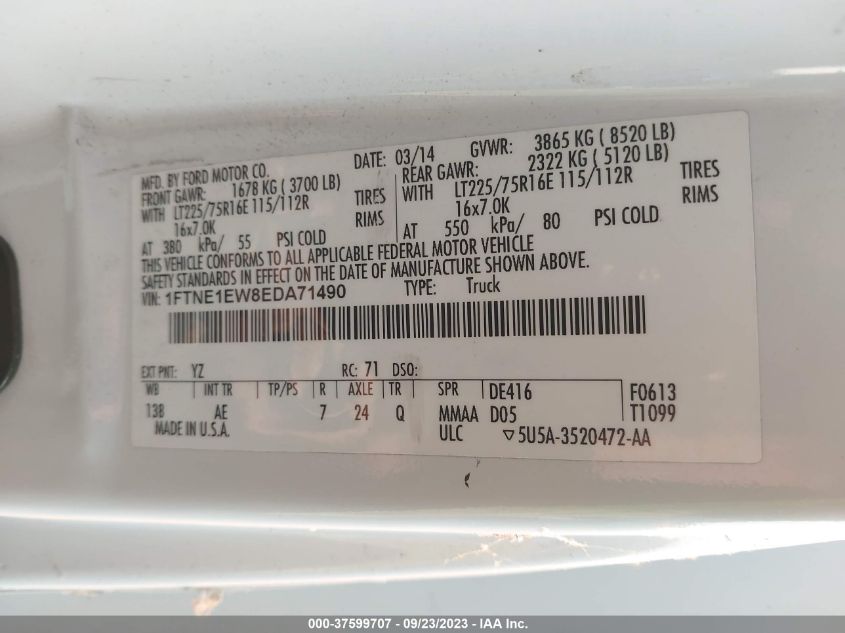 MFD. BY FORD MOTOR CO. DATE: 03/14 GVWR: 3865 KG ( 8520 LB)
FRONT GAWR: 1678 KG ( 3700 LB) REAR GAWR: 2322 KG ( 5120 LB)
WITH LT225/75R16E 115/112R TIRES WITH LT225/75R16E 115/112R TIRES
16x7.0K RIMS 16x7.0K RIMS
AT 380 kPa/ 55 PSI COLD AT 550 kPa/ 80 PSI COLD
THIS VEHICLE CONFORMS TO ALL APPLICABLE FEDERAL MOTOR VEHICLE
SAFETY STANDARDS IN EFFECT ON THE DATE OF MANUFACTURE SHOWN ABOVE.
VIN: 1FTNE1EW8EDA71490 TYPE: Truck
EXT PNT: YZ RC: 71 DSO:
WB INT TR TP/PS R AXLE TR SPR DE416 F0613
138 AE 7 24 Q MMAA D05 T1099
MADE IN U.S.A. ULC ▽5U5A-3520472-AA
000-37599707 - 09/23/2023 - IAA Inc.